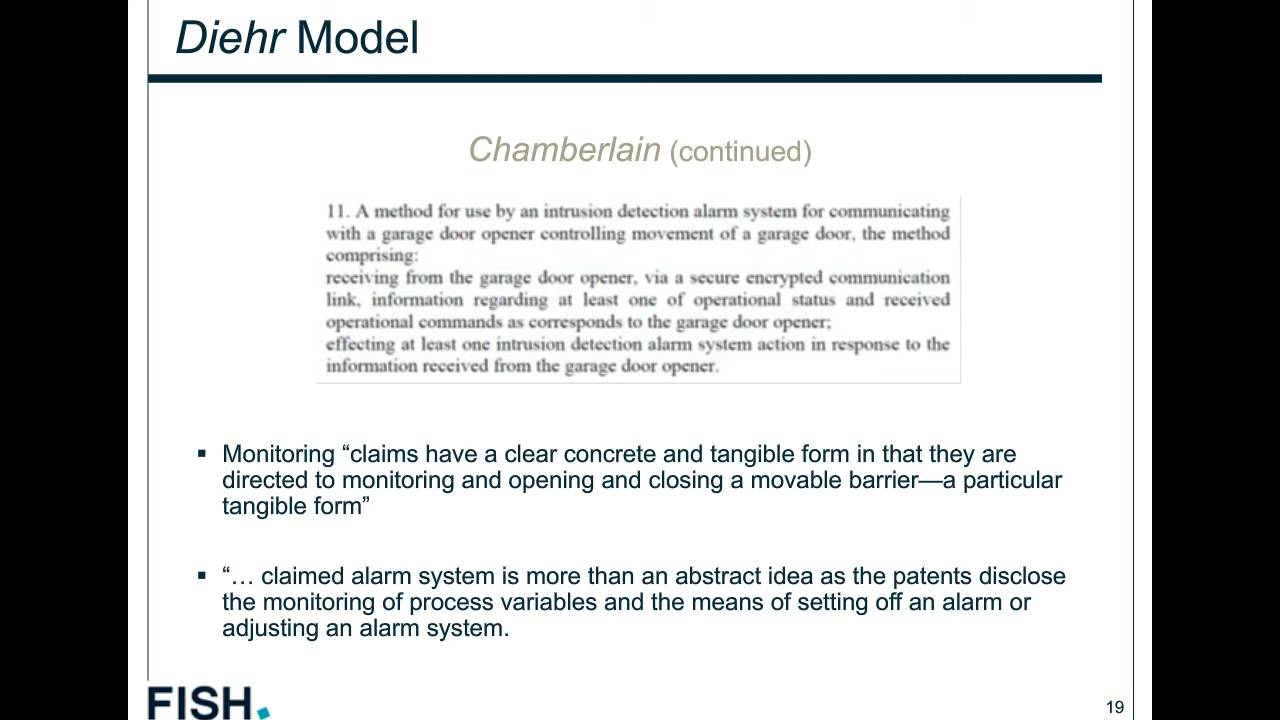 Diehr Model
Chamberlain (continued)
11. A method for use by an intrusion detection alarm system for communicating
with a garage door opener controlling movement of a garage door, the method
comprising:
receiving from the garage door opener, via a secure encrypted communication
link, information regarding at least one of operational status and received
operational commands as corresponds to the garage door opener;
effecting at least one intrusion detection alarm system action in response to the
information received from the garage door opener.
▪ Monitoring “claims have a clear concrete and tangible form in that they are
directed to monitoring and opening and closing a movable barrier—a particular
tangible form”
▪ “… claimed alarm system is more than an abstract idea as the patents disclose
the monitoring of process variables and the means of setting off an alarm or
adjusting an alarm system.
FISH.
19